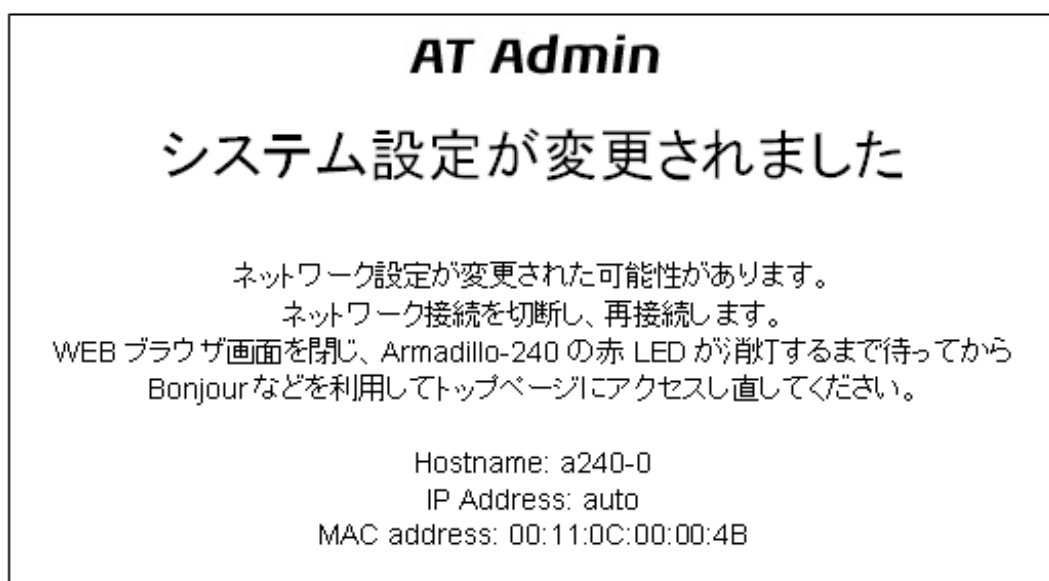 AT Admin
システム設定が変更されました
ネットワーク設定が変更された可能性があります。
ネットワーク接続を切断し、再接続します。
WEB ブラウザ画面を閉じ、Armadillo-240 の赤 LED が消灯するまで待ってから
Bonjourなどを利用してトップページにアクセスし直してください。
Hostname: a240-0
IP Address: auto
MAC address: 00:11:0C:00:00:4B